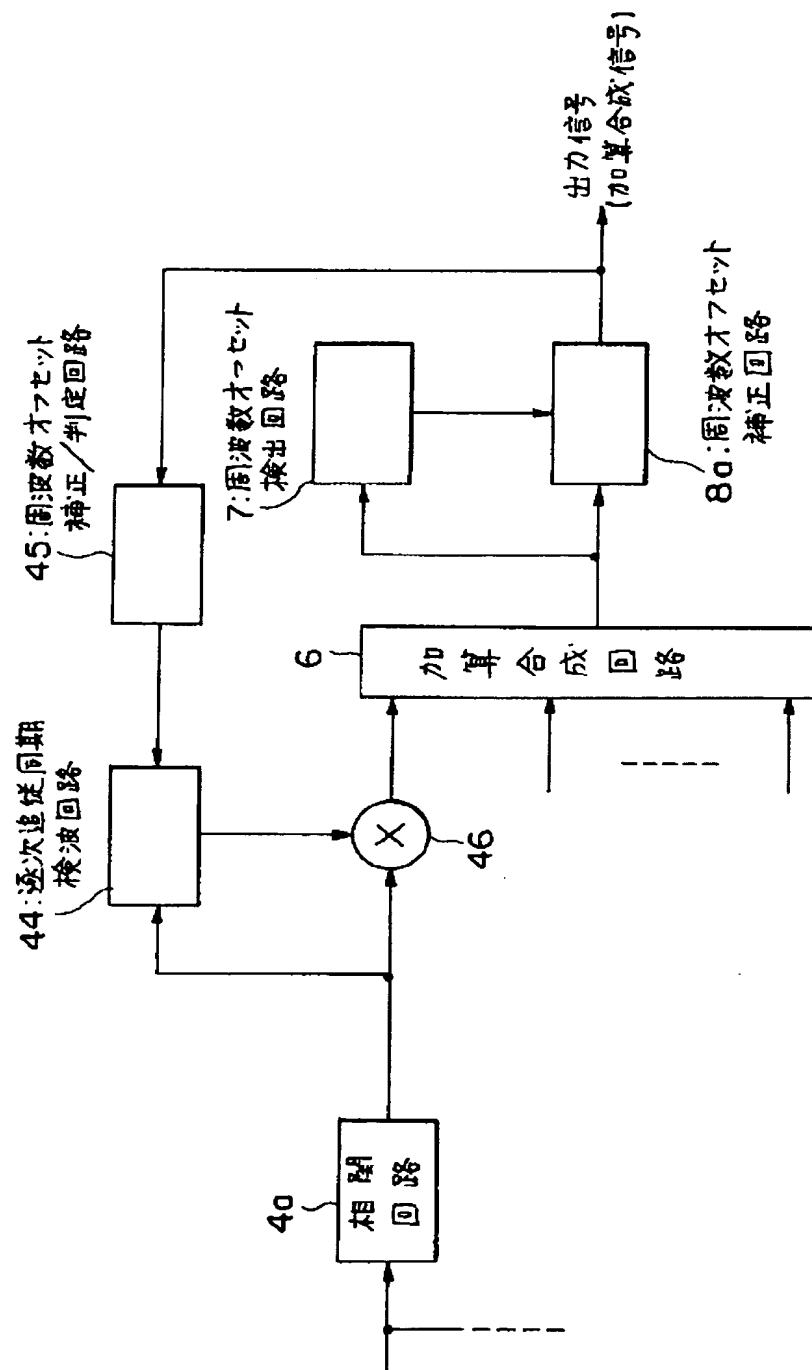 45:周波数オフセット
補正/判定回路
44:逐次追従同期
検波回路
7:周波数オフセット
検出回路
出力信号
(加算合成信号)
6
加算合成回路
4a
相関
回路
46
8a:周波数オフセット
補正回路